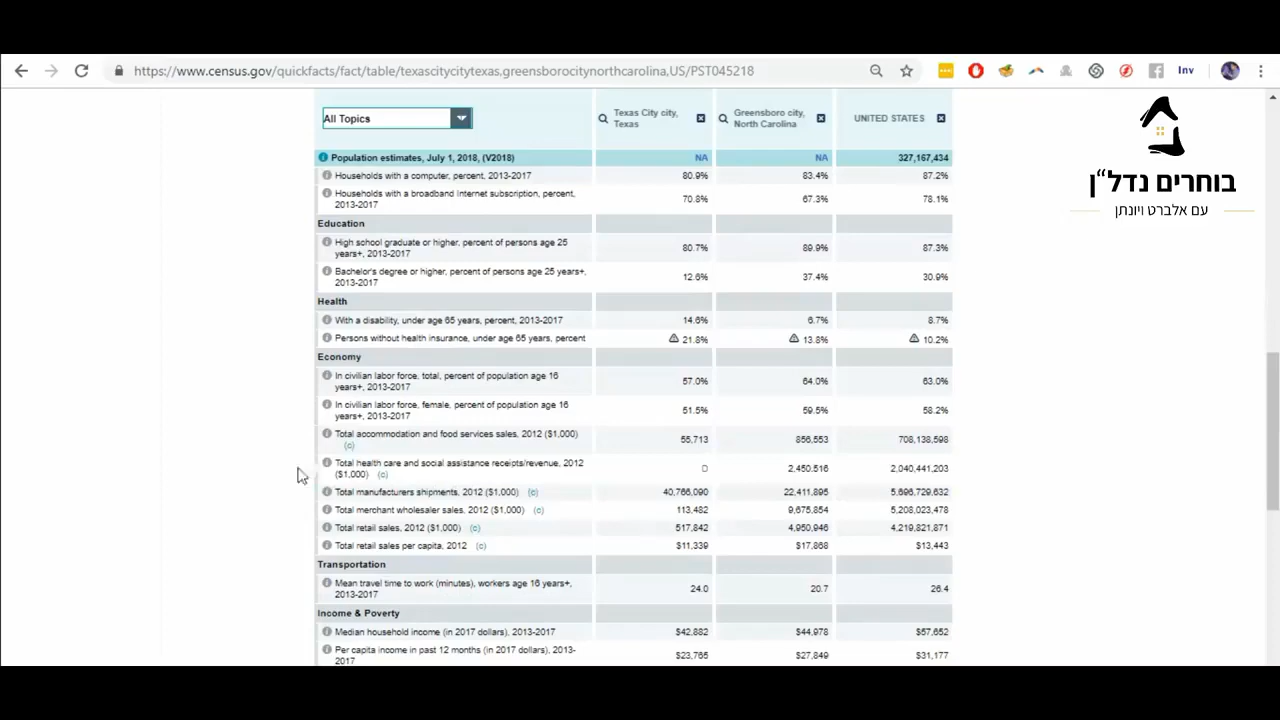 https://www.census.gov/quickfacts/fact/table/texascitycitytexas,greensborocitynorthcarolina,US/PST045218
Inv
בוחרים נדל“ן
עם אלברט ויונתן
All Topics
Texas City city, Texas
Greensboro city, North Carolina
UNITED STATES
Population estimates, July 1, 2018, (V2018) NA NA 327,167,434
Households with a computer, percent, 2013-2017 80.9% 83.4% 87.2%
Households with a broadband Internet subscription, percent, 2013-2017 70.8% 67.3% 78.1%
Education
High school graduate or higher, percent of persons age 25 years+, 2013-2017 80.7% 89.9% 87.3%
Bachelor's degree or higher, percent of persons age 25 years+, 2013-2017 12.6% 37.4% 30.9%
Health
With a disability, under age 65 years, percent, 2013-2017 14.6% 6.7% 8.7%
Persons without health insurance, under age 65 years, percent 21.8% 13.8% 10.2%
Economy
In civilian labor force, total, percent of population age 16 years+, 2013-2017 57.0% 64.0% 63.0%
In civilian labor force, female, percent of population age 16 years+, 2013-2017 51.5% 59.5% 58.2%
Total accommodation and food services sales, 2012 ($1,000) (c) 55,713 856,553 708,138,598
Total health care and social assistance receipts/revenue, 2012 ($1,000) (c) D 2,450,516 2,040,441,203
Total manufacturers shipments, 2012 ($1,000) (c) 40,766,090 22,411,895 5,696,729,632
Total merchant wholesaler sales, 2012 ($1,000) (c) 113,482 9,675,854 5,208,023,478
Total retail sales, 2012 ($1,000) (c) 517,842 4,950,946 4,219,821,871
Total retail sales per capita, 2012 (c) $11,339 $17,868 $13,443
Transportation
Mean travel time to work (minutes), workers age 16 years+, 2013-2017 24.0 20.7 26.4
Income & Poverty
Median household income (in 2017 dollars), 2013-2017 $42,882 $44,978 $57,652
Per capita income in past 12 months (in 2017 dollars), 2013-2017 $23,765 $27,849 $31,177